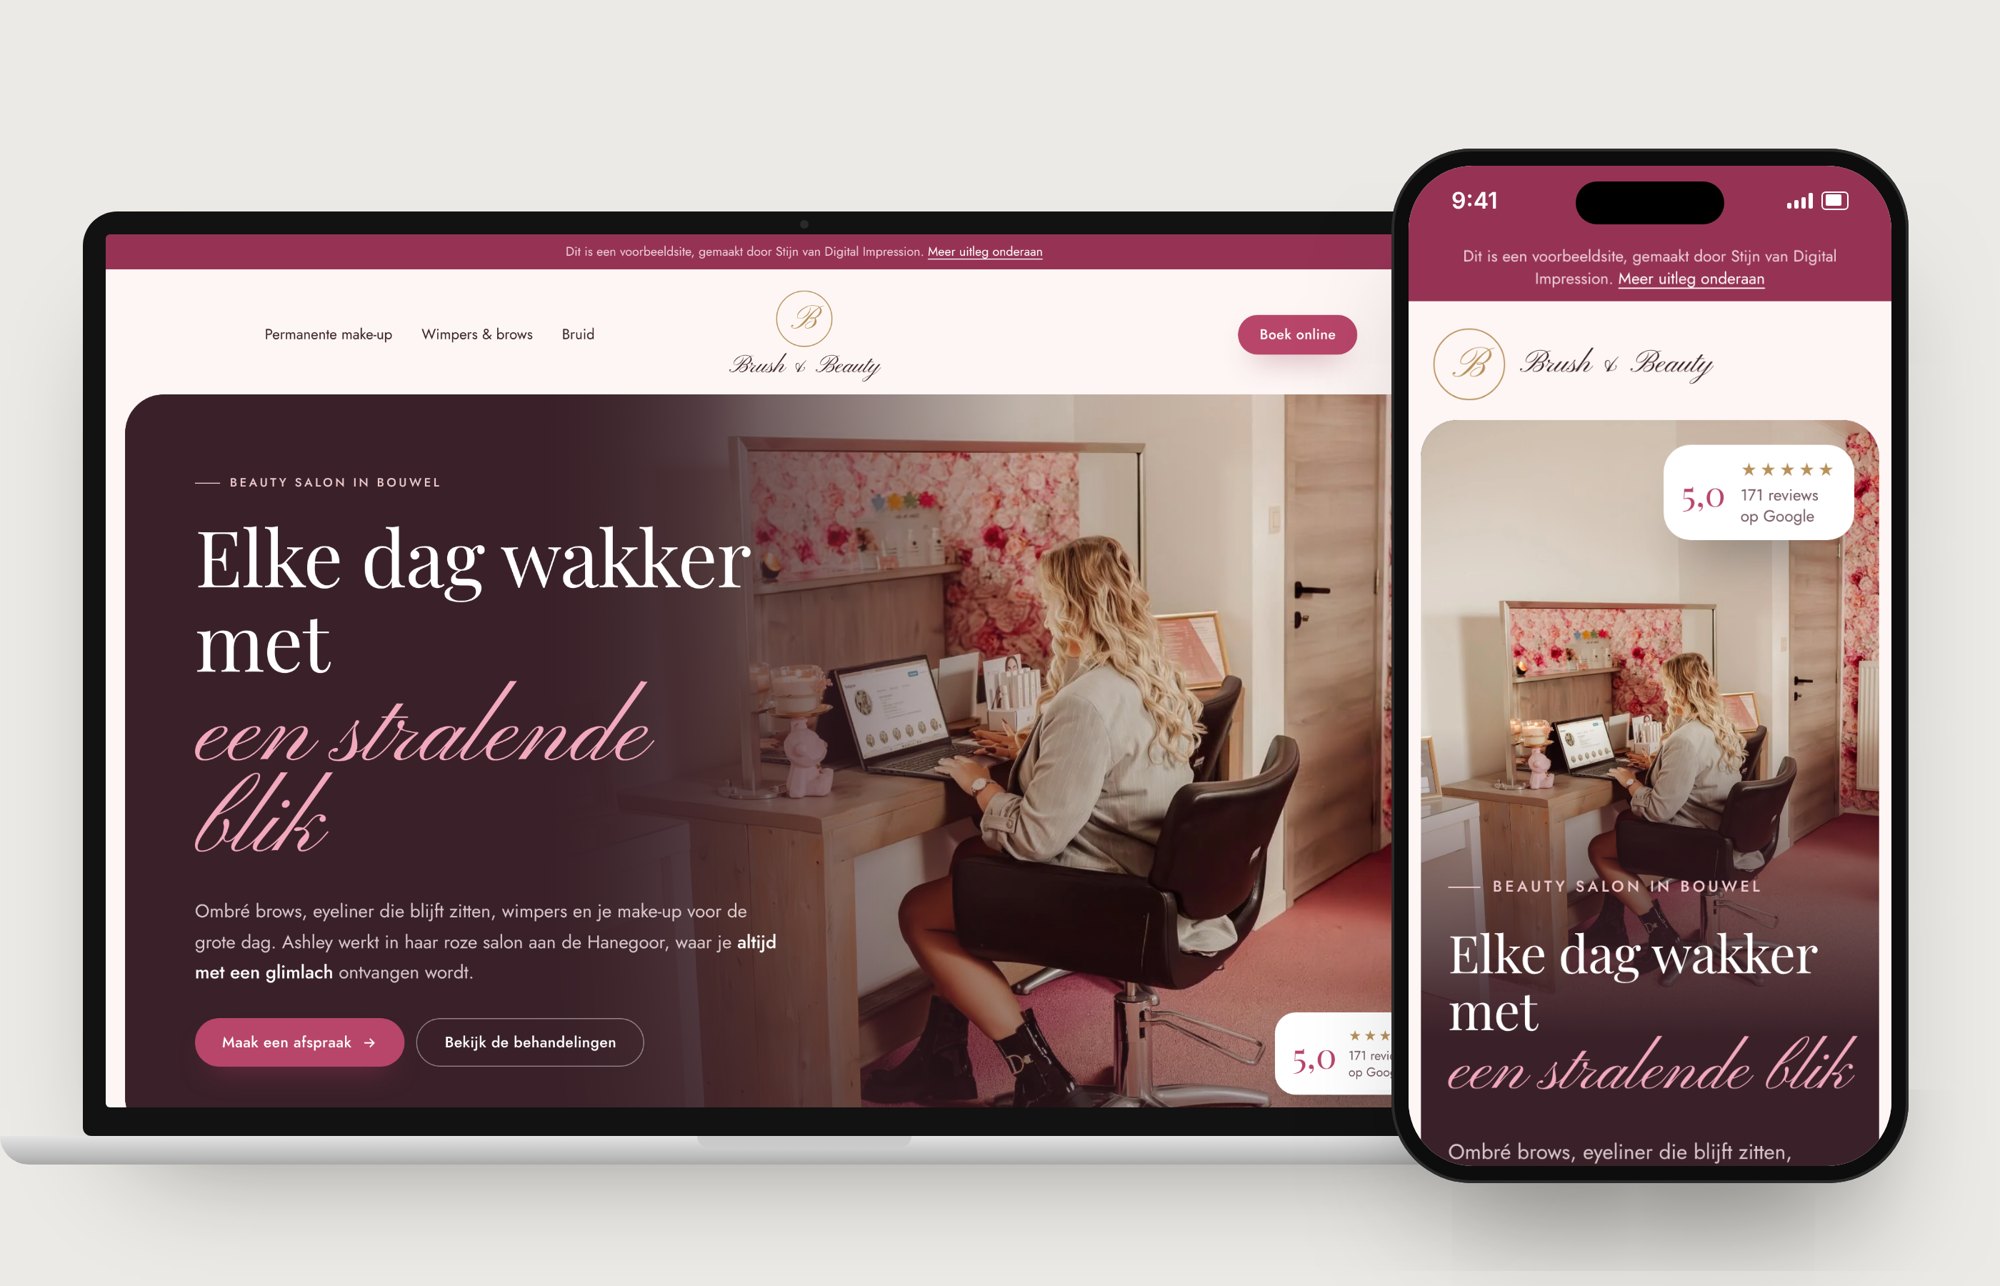 Dit is een voorbeeldsite, gemaakt door Stijn van Digital Impression. Meer uitleg onderaan
Permanente make-up Wimpers & brows Bruid
B
Brush & Beauty
Boek online
BEAUTY SALON IN BOUWEL
Elke dag wakker
met
een stralende
blik
Ombré brows, eyeliner die blijft zitten, wimpers en je make-up voor de
grote dag. Ashley werkt in haar roze salon aan de Hanegoor, waar je altijd
met een glimlach ontvangen wordt.
Maak een afspraak →
Bekijk de behandelingen
5,0
171
op
9:41
Dit is een voorbeeldsite, gemaakt door Stijn van Digital
Impression. Meer uitleg onderaan
B
Brush & Beauty
★★★★★
5,0
171 reviews
op Google
BEAUTY SALON IN BOUWEL
Elke dag wakker
met
een stralende blik
Ombré brows, eyeliner die blijft zitten,